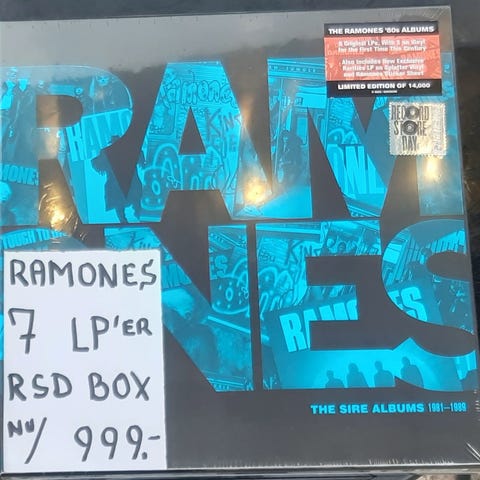 THE RAMONES '80s ALBUMS
6 Original LPs, With 5 on Vinyl
for the First Time This Century
Also Includes New Exclusive
Rarities LP on Splatter Vinyl
and Ramones Sticker Sheet
LIMITED EDITION OF 14,000
RECORD
STORE
DAY
RAM
ONES
RAMONES
7 LP'ER
RSD BOX
NU/ 999.-
THE SIRE ALBUMS 1981–1989